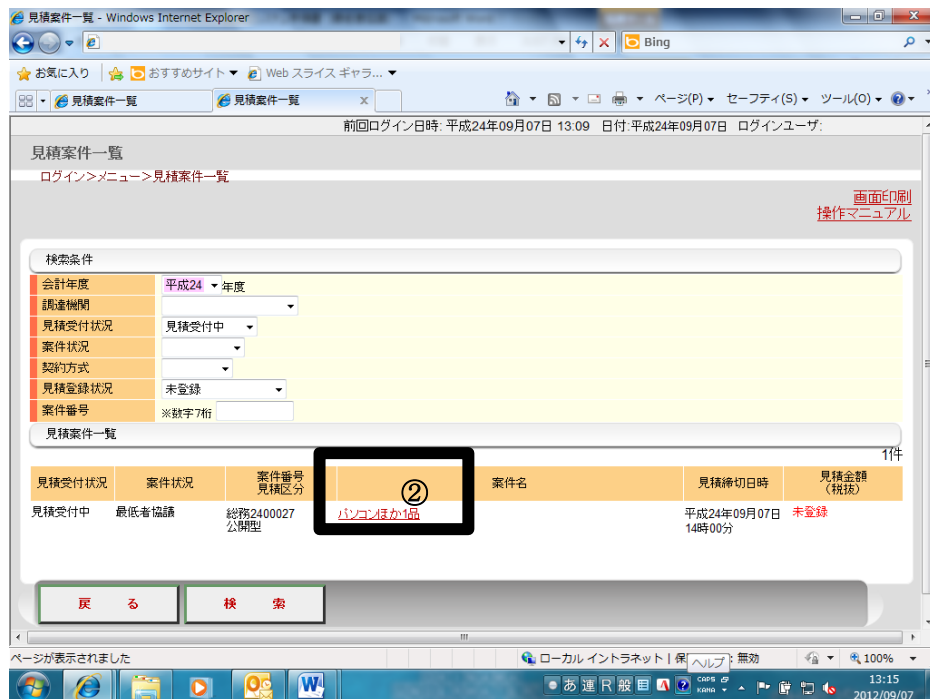 見積案件一覧 - Windows Internet Explorer
Bing
お気に入り おすすめサイト ▼ Web スライス ギャラ... ▼
見積案件一覧 見積案件一覧 x ページ(P) セーフティ(S) ツール(O)
前回ログイン日時: 平成24年09月07日 13:09 日付:平成24年09月07日 ログインユーザ:
見積案件一覧
ログイン>メニュー>見積案件一覧
画面印刷
操作マニュアル
検索条件
会計年度 平成24 年度
調達機関
見積受付状況 見積受付中
案件状況
契約方式
見積登録状況 未登録
案件番号 ※数字7桁
見積案件一覧
1件
見積受付状況 案件状況 案件番号 見積区分 ② 案件名 見積締切日時 見積金額 (税抜)
見積受付中 最低者協議 総務2400027 パソコンほか1品 平成24年09月07日 未登録
公開型 14時00分
戻 る 検 索
ページが表示されました ローカル イントラネット | 保 ヘルプ : 無効 100%
あ 連 R 般 CAPS KANA 13:15
2012/09/07